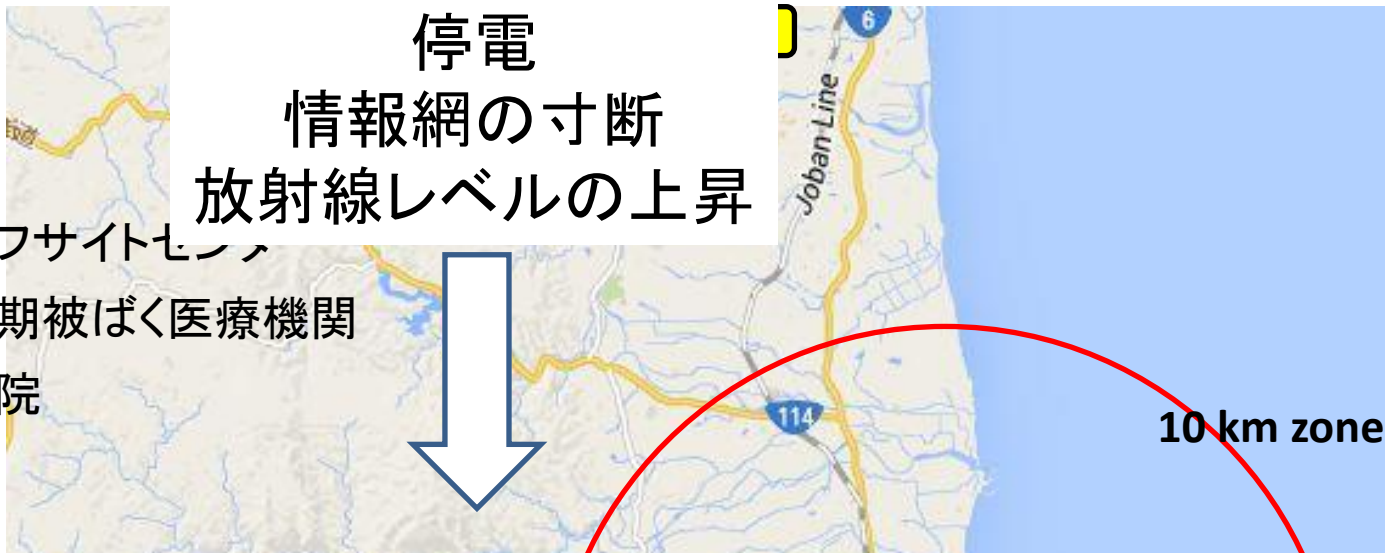 停電
情報網の寸断
放射線レベルの上昇
6
Joban Line
フサイトセンタ
期被ばく医療機関
院
114
10 km zone